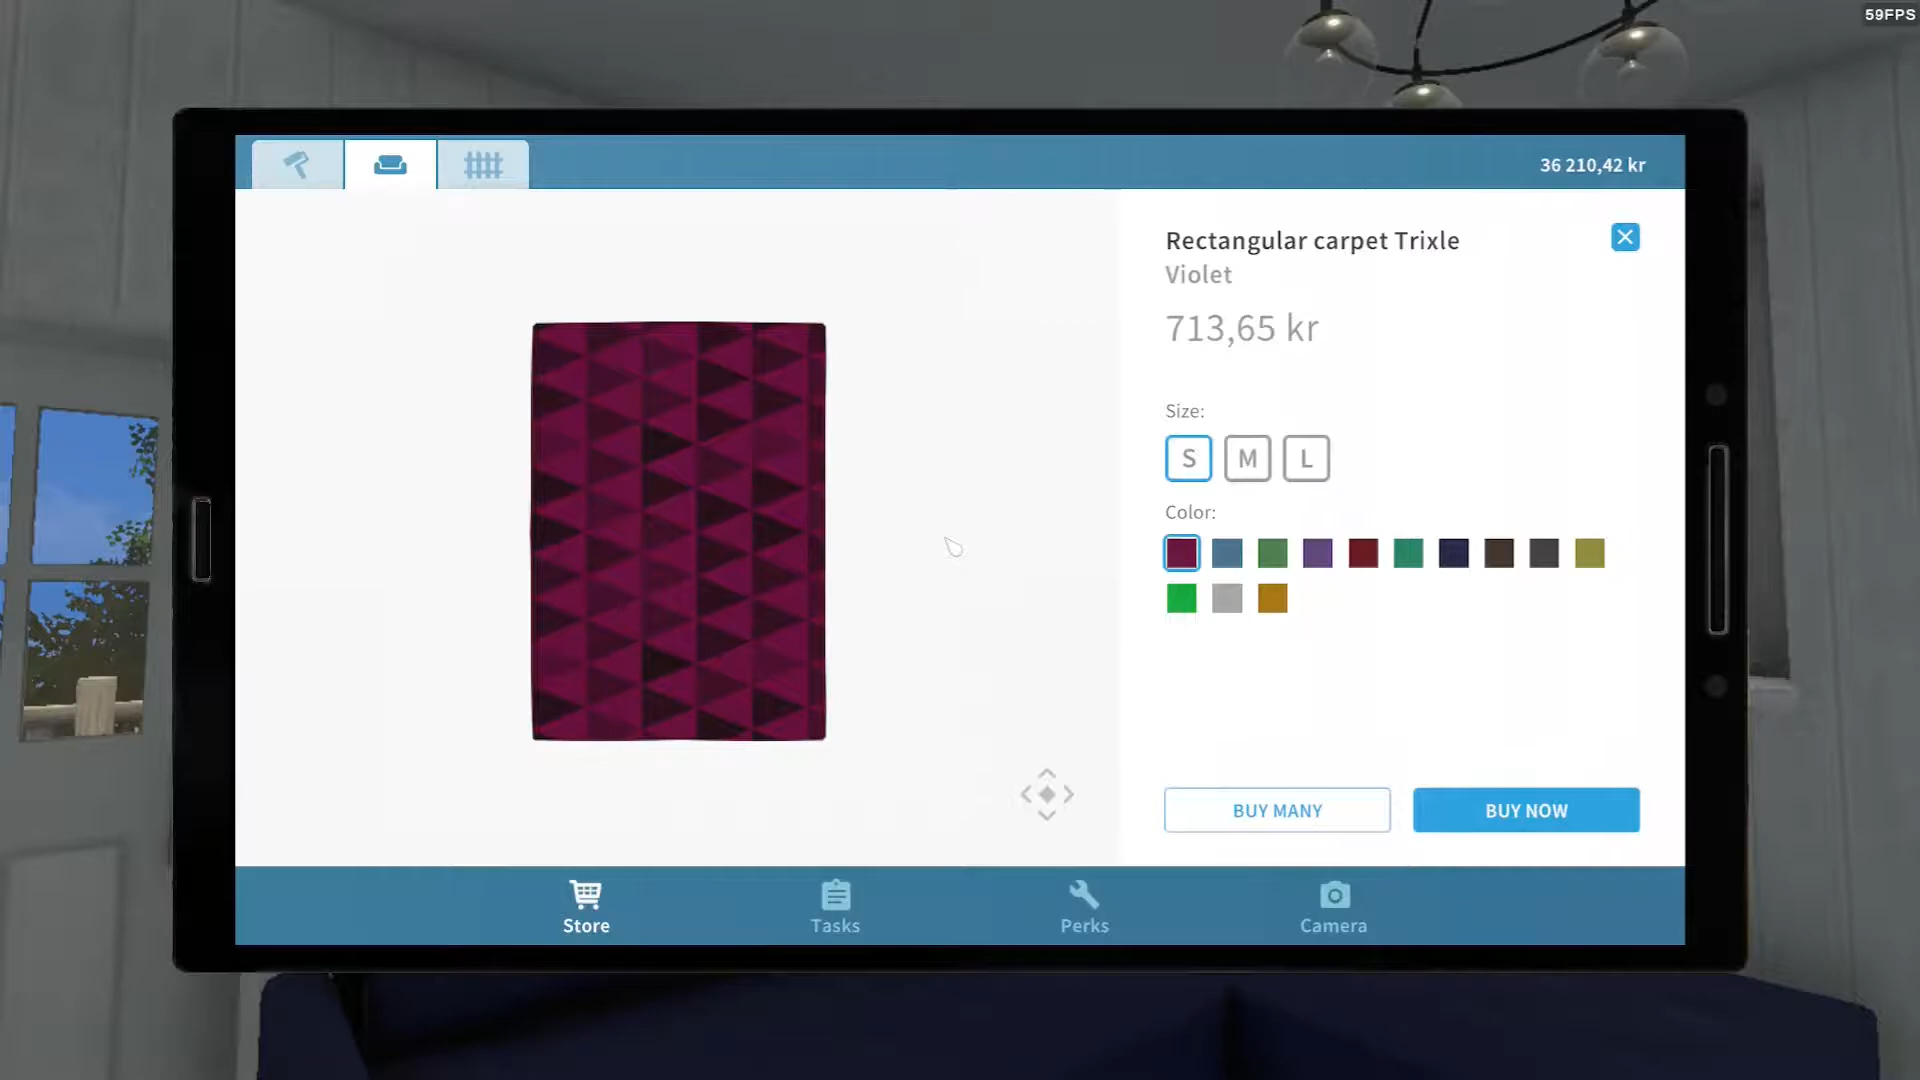 59FPS
36 210,42 kr
Rectangular carpet Trixle
Violet
713,65 kr
Size:
S M L
Color:
BUY MANY BUY NOW
Store Tasks Perks Camera